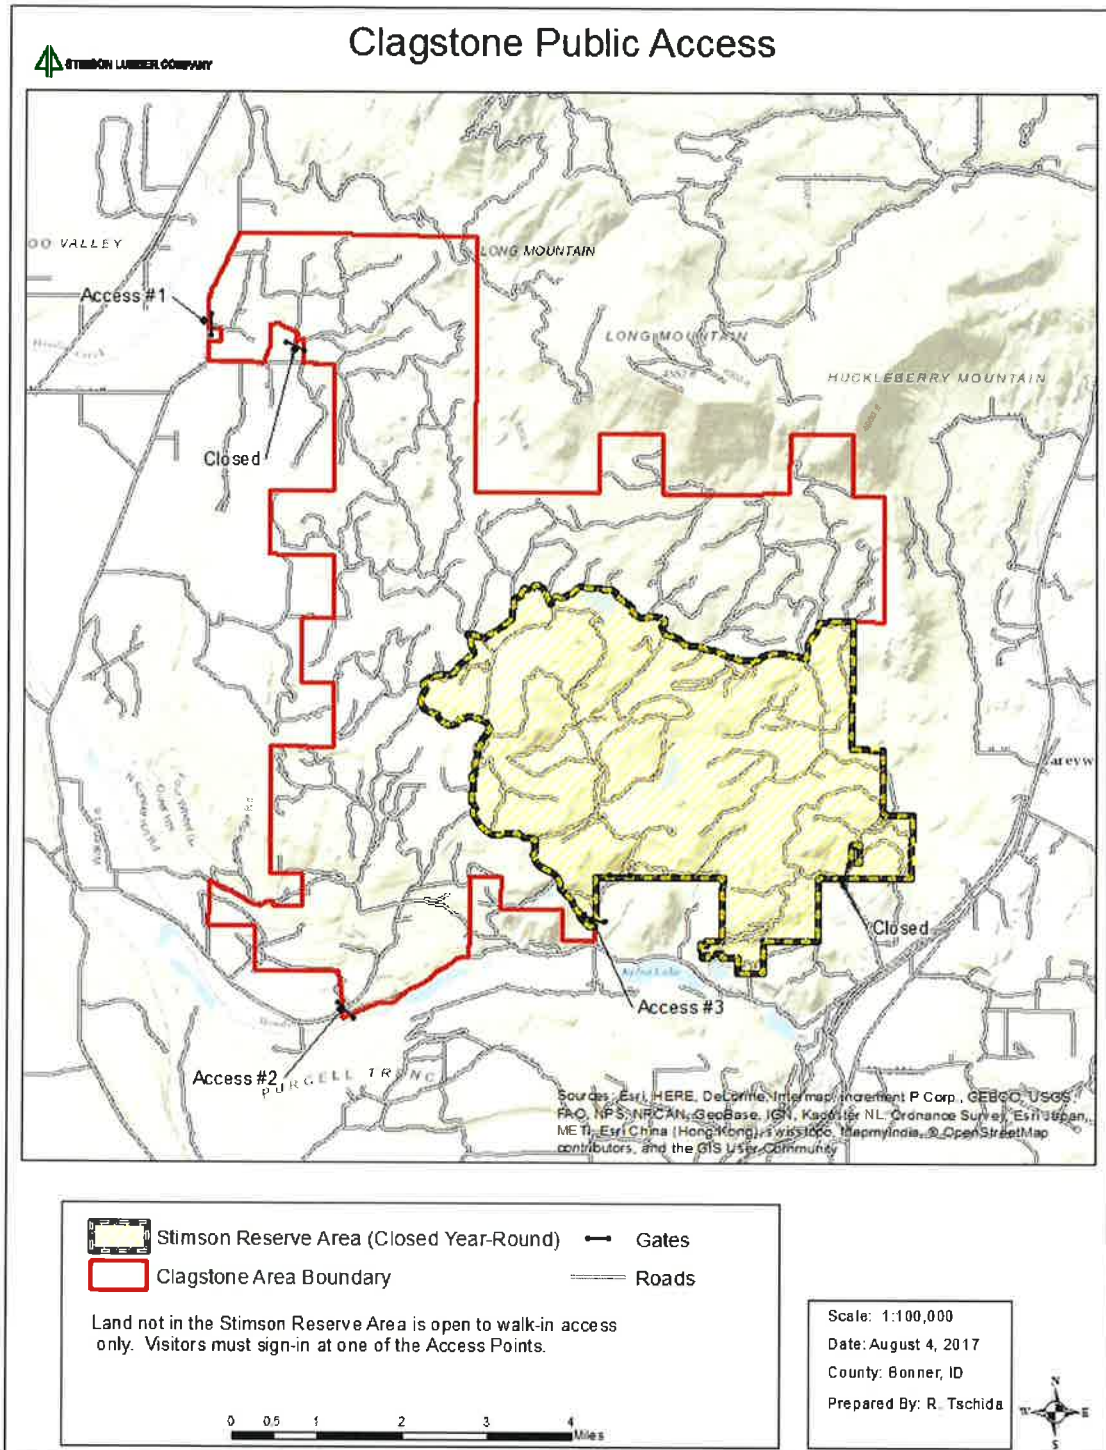 Clagstone Public Access
STIMSON LUMBER COMPANY
OO VALLEY
LONG MOUNTAIN
Access #1
LONG MOUNTAIN
HUCKLEBERRY MOUNTAIN
Closed
areyw
Closed
Kelso Lake
Access #3
Access #2
PURCELL TRENC
Sources: Esri, HERE, DeLorme, Intermap, increment P Corp., GEBCO, USGS,
FAO, NPS, NRCAN, GeoBase, IGN, Kadaster NL, Ordnance Survey, Esri Japan,
METI, Esri China (Hong Kong), swisstopo, MapmyIndia, © OpenStreetMap
contributors, and the GIS User Community
Stimson Reserve Area (Closed Year-Round)
Gates
Clagstone Area Boundary
Roads
Land not in the Stimson Reserve Area is open to walk-in access
only. Visitors must sign-in at one of the Access Points.
0 0.5 1 2 3 4
Miles
Scale: 1:100,000
Date: August 4, 2017
County: Bonner, ID
Prepared By: R. Tschida
N
W E
S